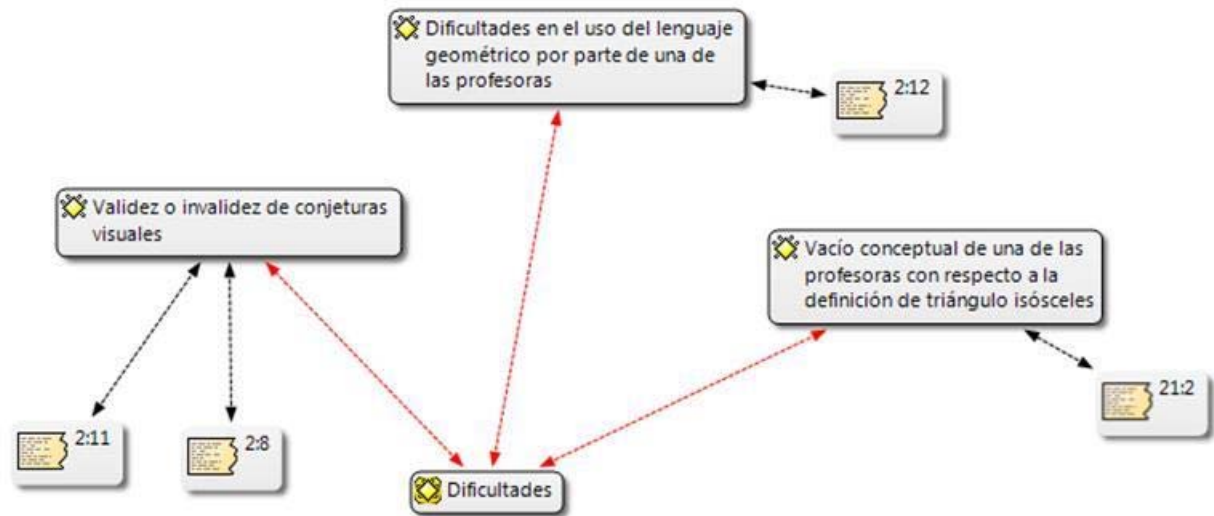 Dificultades en el uso del lenguaje
geométrico por parte de una de
las profesoras
2:12
Validez o invalidez de conjeturas
visuales
Vacío conceptual de una de las
profesoras con respecto a la
definición de triángulo isósceles
21:2
2:11
2:8
Dificultades